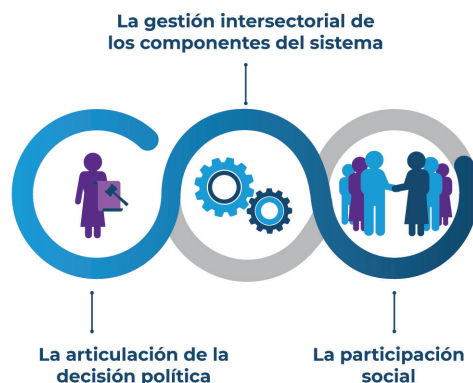 La gestión intersectorial de
los componentes del sistema
La articulación de la
decisión política
La participación
social